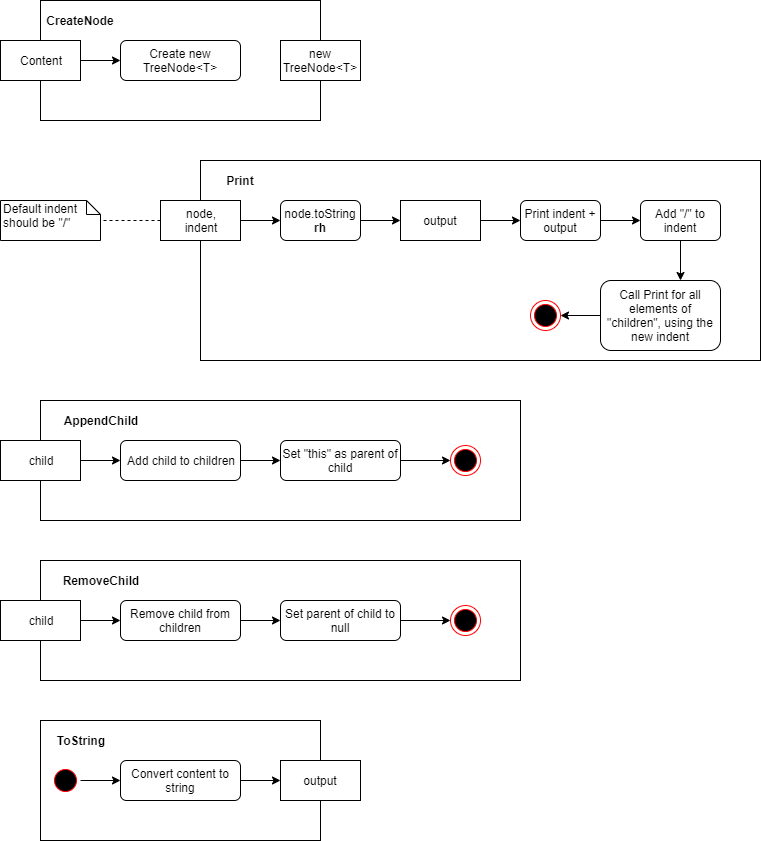 CreateNode
Content
Create new
TreeNode<T>
new
TreeNode<T>
Print
Default indent
should be "/"
node,
indent
node.toString
rh
output
Print indent +
output
Add "/" to
indent
Call Print for all
elements of
"children", using the
new indent
AppendChild
child
Add child to children
Set "this" as parent of
child
RemoveChild
child
Remove child from
children
Set parent of child to
null
ToString
Convert content to
string
output